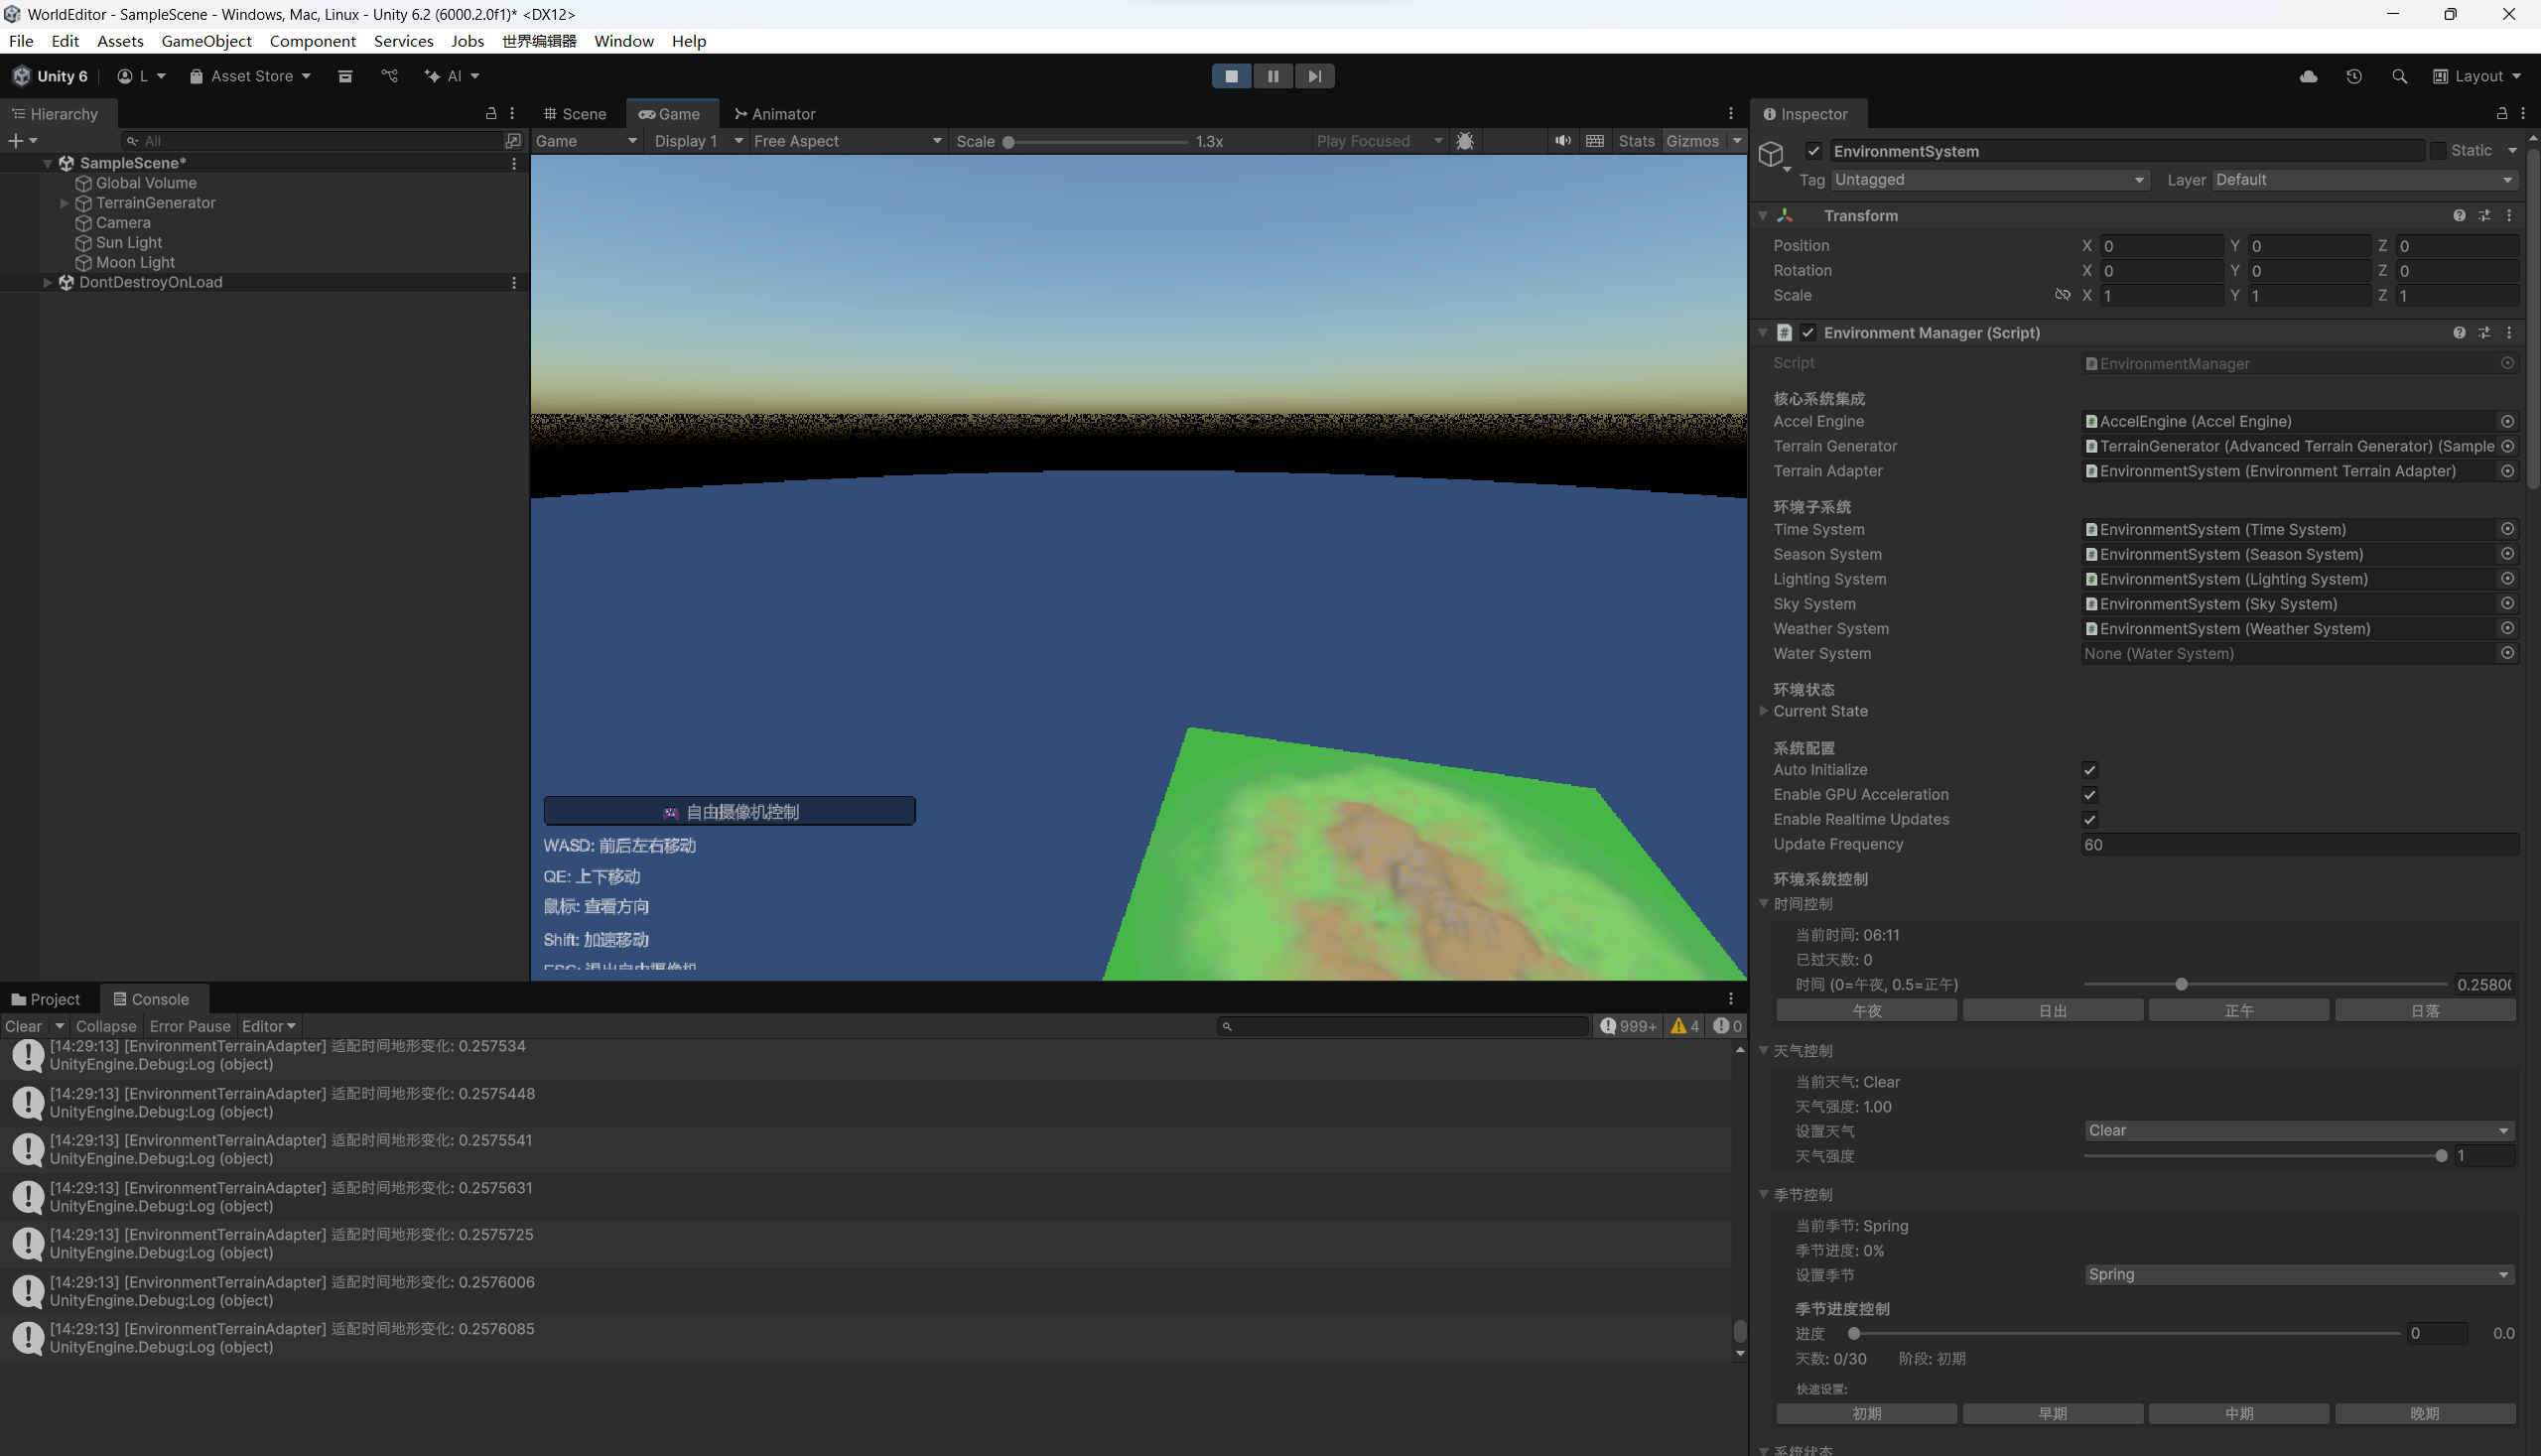 WorldEditor - SampleScene - Windows, Mac, Linux - Unity 6.2 (6000.2.0f1)* <DX12>
File Edit Assets GameObject Component Services Jobs 世界编辑器 Window Help
Unity 6 L Asset Store AI Layout
Hierarchy
All
SampleScene*
Global Volume
TerrainGenerator
Camera
Sun Light
Moon Light
DontDestroyOnLoad
Scene Game Animator
Game Display 1 Free Aspect Scale 1.3x Play Focused Stats Gizmos
自由摄像机控制
WASD: 前后左右移动
QE: 上下移动
鼠标: 查看方向
Shift: 加速移动
ESC: 退出自由摄像机
Project Console
Clear Collapse Error Pause Editor 999+ 4 0
[14:29:13] [EnvironmentTerrainAdapter] 适配时间地形变化: 0.257534
UnityEngine.Debug:Log (object)
[14:29:13] [EnvironmentTerrainAdapter] 适配时间地形变化: 0.2575448
UnityEngine.Debug:Log (object)
[14:29:13] [EnvironmentTerrainAdapter] 适配时间地形变化: 0.2575541
UnityEngine.Debug:Log (object)
[14:29:13] [EnvironmentTerrainAdapter] 适配时间地形变化: 0.2575631
UnityEngine.Debug:Log (object)
[14:29:13] [EnvironmentTerrainAdapter] 适配时间地形变化: 0.2575725
UnityEngine.Debug:Log (object)
[14:29:13] [EnvironmentTerrainAdapter] 适配时间地形变化: 0.2576006
UnityEngine.Debug:Log (object)
[14:29:13] [EnvironmentTerrainAdapter] 适配时间地形变化: 0.2576085
UnityEngine.Debug:Log (object)
Inspector
EnvironmentSystem Static
Tag Untagged Layer Default
Transform
Position X 0 Y 0 Z 0
Rotation X 0 Y 0 Z 0
Scale X 1 Y 1 Z 1
Environment Manager (Script)
Script EnvironmentManager
核心系统集成
Accel Engine AccelEngine (Accel Engine)
Terrain Generator TerrainGenerator (Advanced Terrain Generator) (Sample
Terrain Adapter EnvironmentSystem (Environment Terrain Adapter)
环境子系统
Time System EnvironmentSystem (Time System)
Season System EnvironmentSystem (Season System)
Lighting System EnvironmentSystem (Lighting System)
Sky System EnvironmentSystem (Sky System)
Weather System EnvironmentSystem (Weather System)
Water System None (Water System)
环境状态
Current State
系统配置
Auto Initialize
Enable GPU Acceleration
Enable Realtime Updates
Update Frequency 60
环境系统控制
时间控制
当前时间: 06:11
已过天数: 0
时间 (0=午夜, 0.5=正午) 0.2580
午夜 日出 正午 日落
天气控制
当前天气: Clear
天气强度: 1.00
设置天气 Clear
天气强度 1
季节控制
当前季节: Spring
季节进度: 0%
设置季节 Spring
季节进度控制
进度 0 0.0
天数: 0/30 阶段: 初期
快速设置:
初期 早期 中期 晚期
系统状态